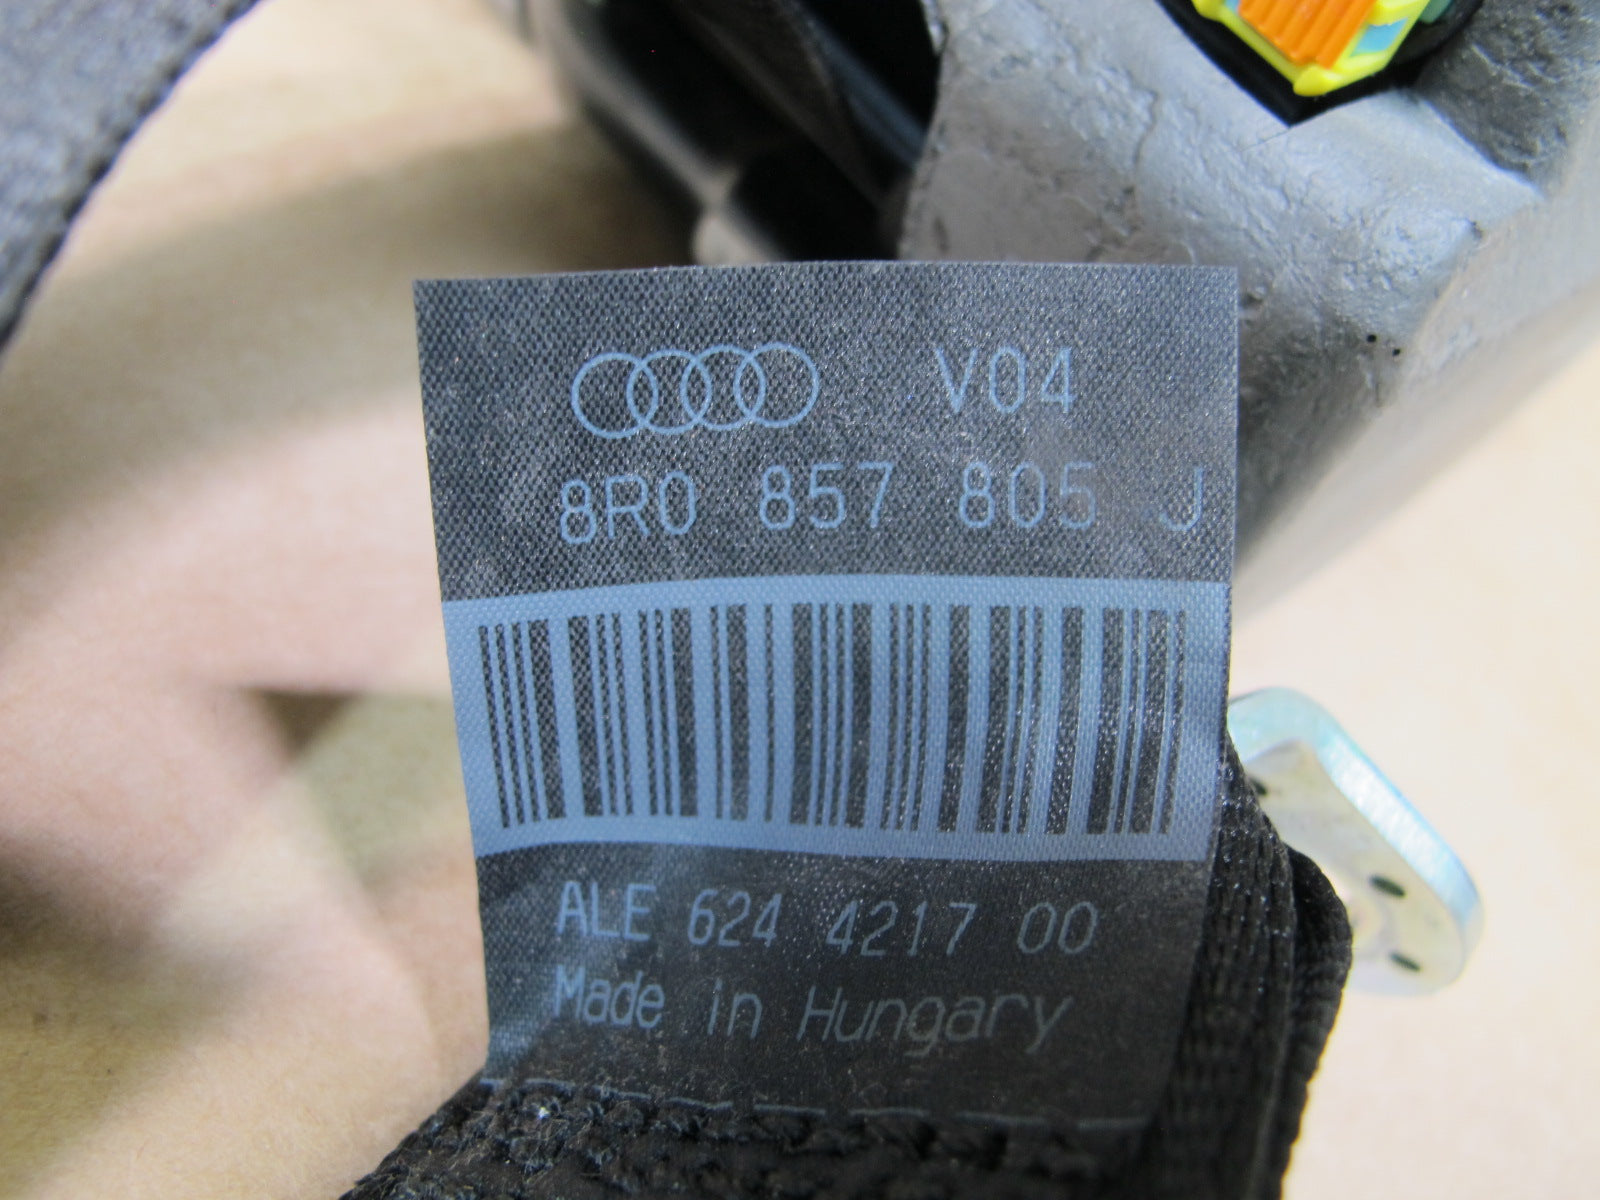 V04
8R0 857 805 J
ALE 624 4217 00
Made in Hungary